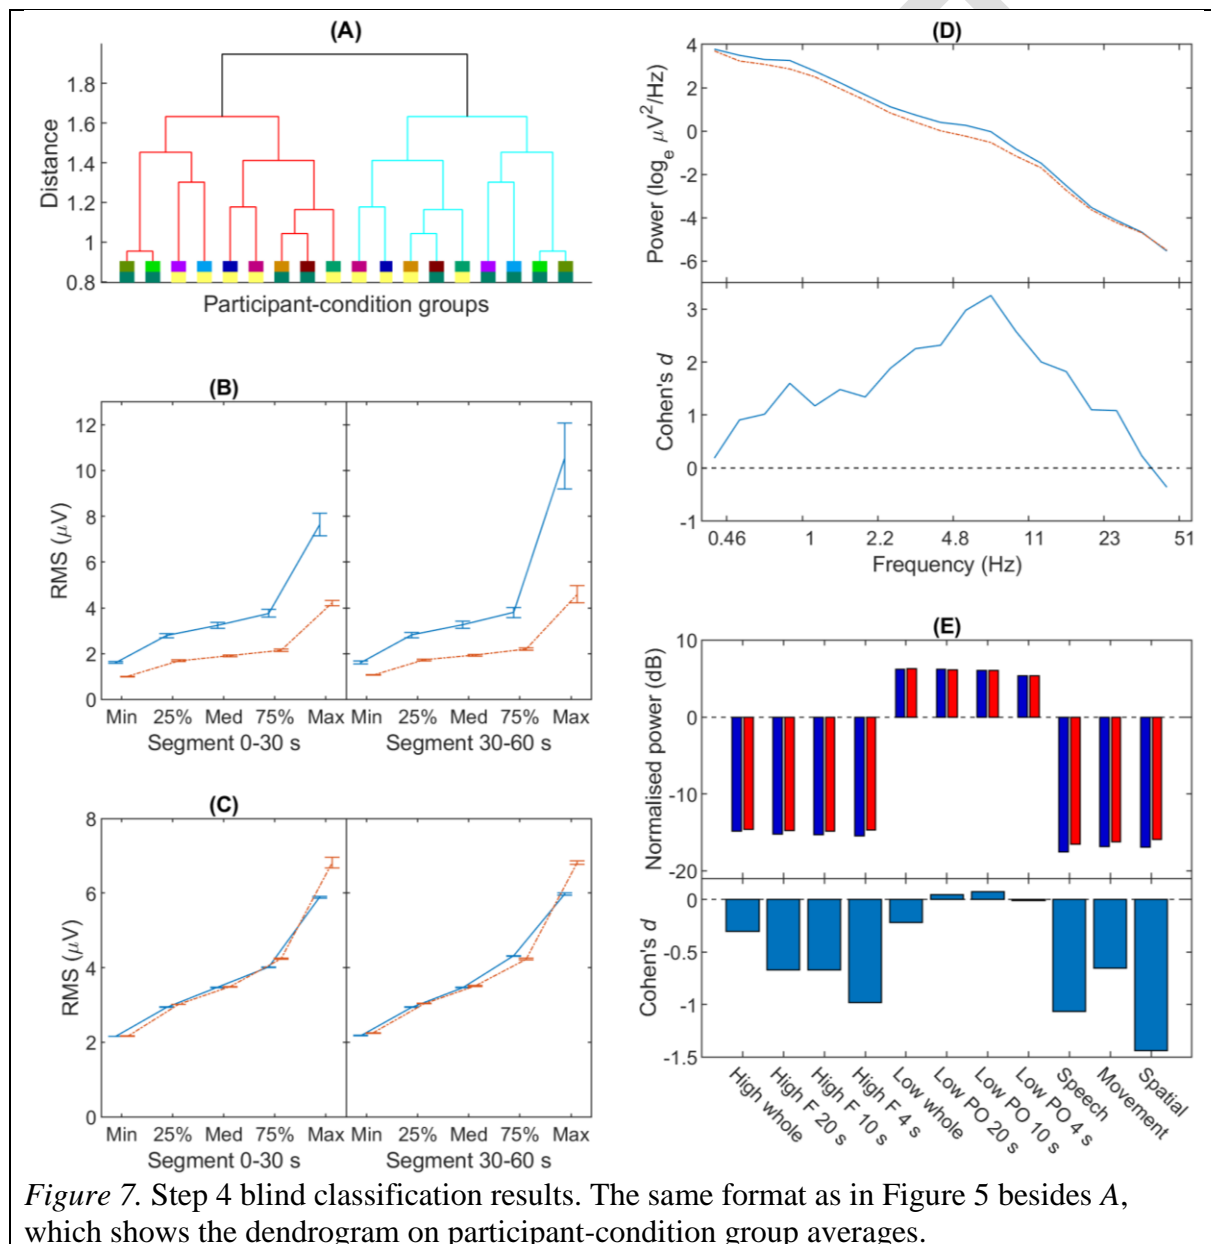 (A)
Distance
1.8
1.6
1.4
1.2
1
0.8
Participant-condition groups
(B)
RMS (μV)
12
10
8
6
4
2
0
Min 25% Med 75% Max
Segment 0-30 s
Min 25% Med 75% Max
Segment 30-60 s
(C)
RMS (μV)
8
6
4
2
0
Min 25% Med 75% Max
Segment 0-30 s
Min 25% Med 75% Max
Segment 30-60 s
(D)
Power (logₑ μV²/Hz)
4
2
0
-2
-4
-6
Cohen's d
3
2
1
0
-1
0.46 1 2.2 4.8 11 23 51
Frequency (Hz)
(E)
Normalised power (dB)
10
0
-10
-20
Cohen's d
0
-0.5
-1
-1.5
High whole
High F 20 s
High F 10 s
High F 4 s
Low whole
Low PO 20 s
Low PO 10 s
Low PO 4 s
Speech
Movement
Spatial
Figure 7. Step 4 blind classification results. The same format as in Figure 5 besides A,
which shows the dendrogram on participant-condition group averages.